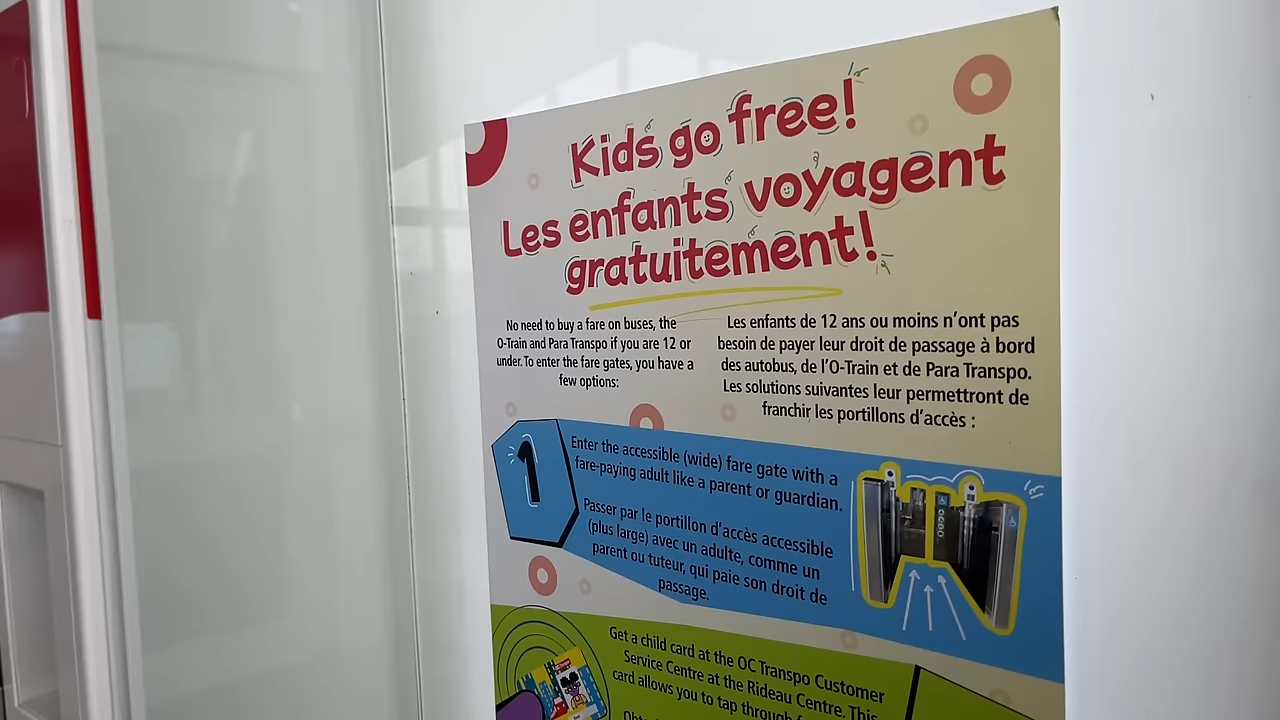 Kids go free!
Les enfants voyagent
gratuitement!
No need to buy a fare on buses, the
O-Train and Para Transpo if you are 12 or
under. To enter the fare gates, you have a
few options:
Les enfants de 12 ans ou moins n'ont pas
besoin de payer leur droit de passage à bord
des autobus, de l'O-Train et de Para Transpo.
Les solutions suivantes leur permettront de
franchir les portillons d'accès :
1
Enter the accessible (wide) fare gate with a
fare-paying adult like a parent or guardian.
Passer par le portillon d'accès accessible
(plus large) avec un adulte, comme un
parent ou tuteur, qui paie son droit de
passage.
Get a child card at the OC Transpo Customer
Service Centre at the Rideau Centre. This
card allows you to tap through